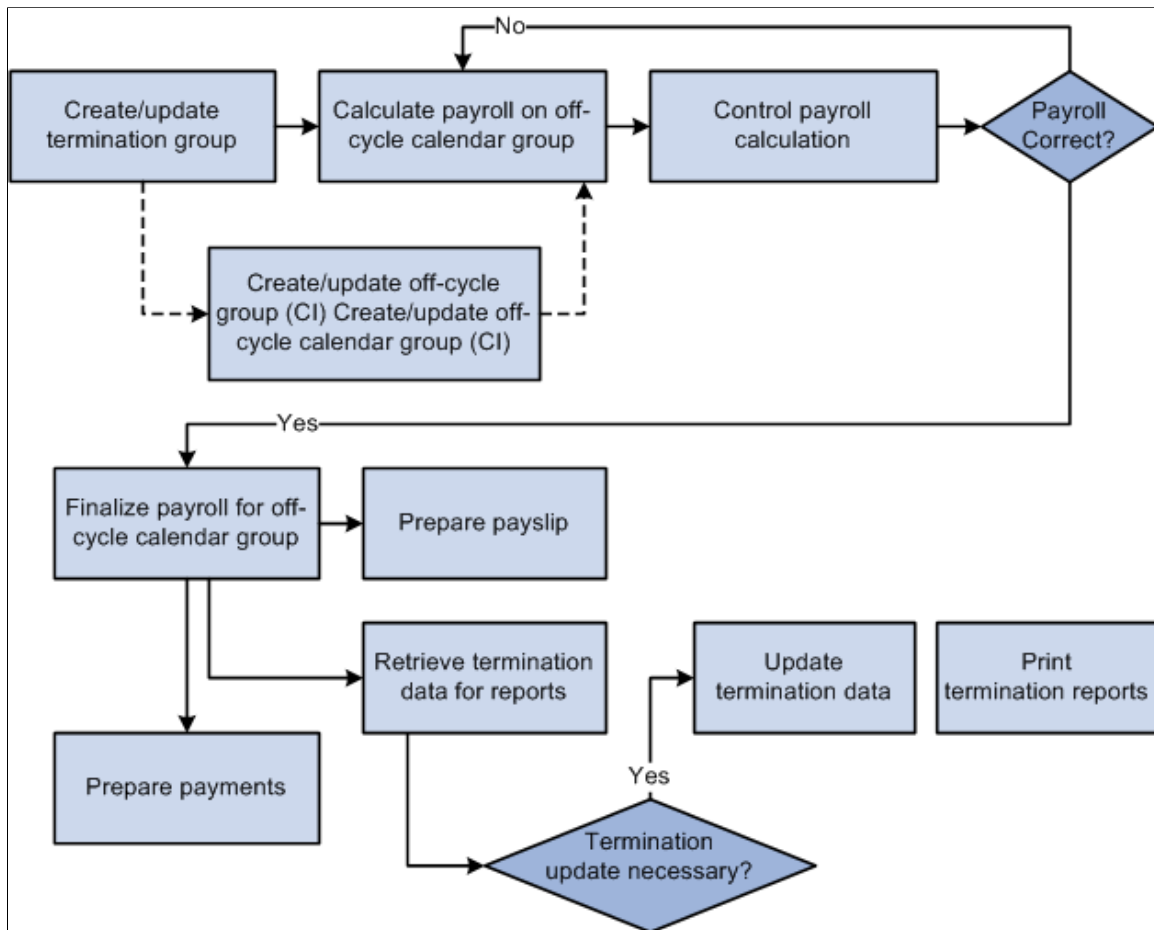 No
Create/update
termination group
Calculate payroll on off-
cycle calendar group
Control payroll
calculation
Payroll
Correct?
Create/update off-cycle
group (CI) Create/update off-
cycle calendar group (CI)
Yes
Finalize payroll for off-
cycle calendar group
Prepare payslip
Retrieve termination
data for reports
Update
termination data
Print
termination reports
Prepare payments
Yes
Termination
update necessary?